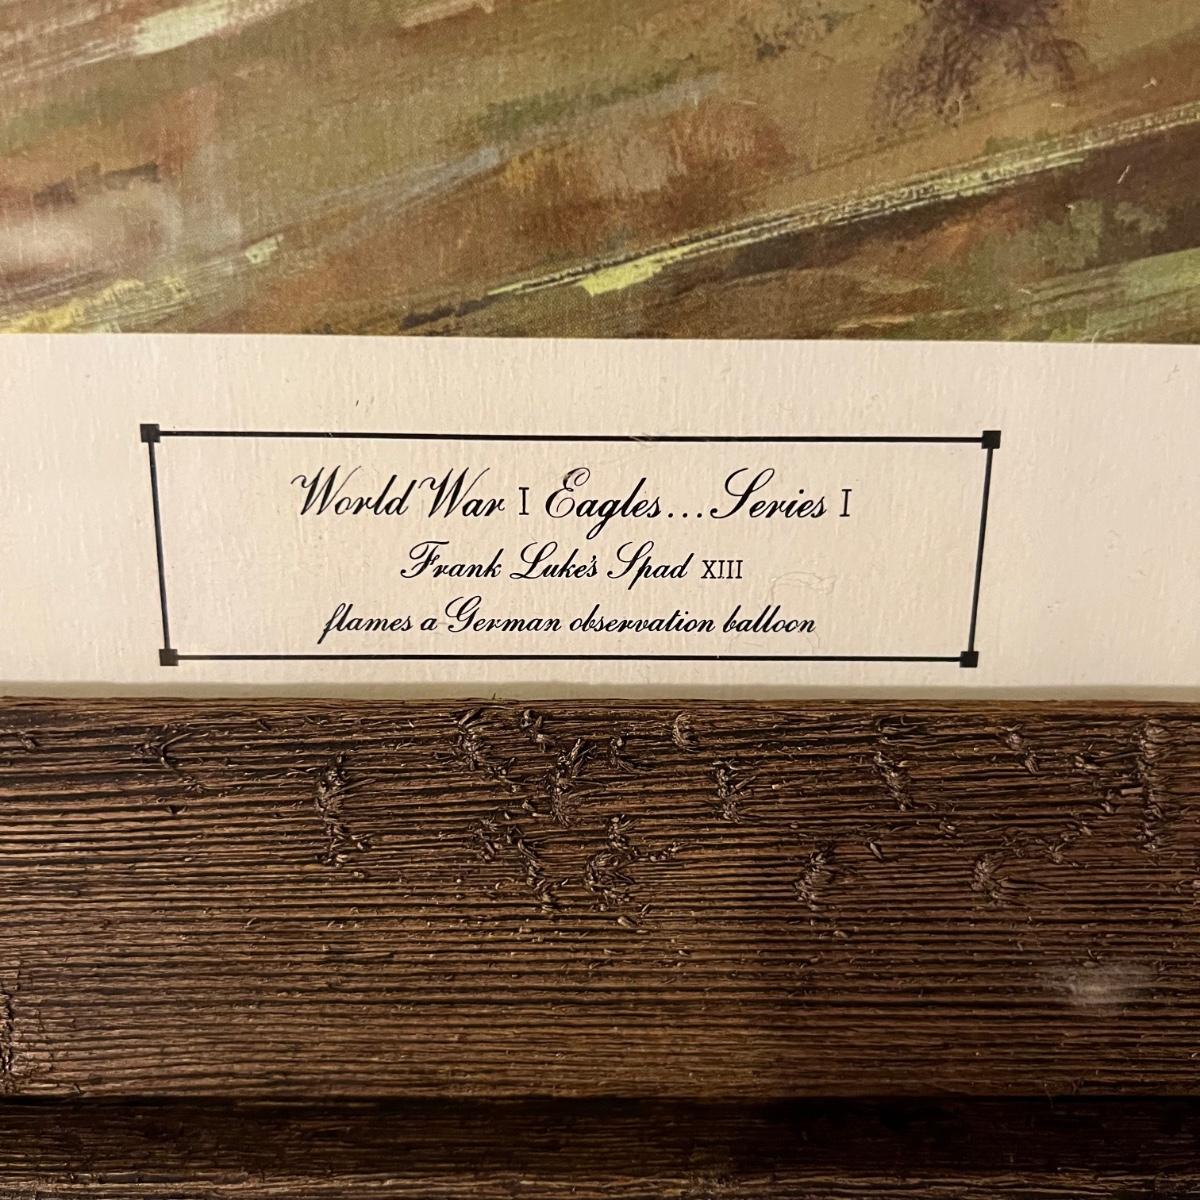 World War I Eagles...Series I
Frank Luke's Spad XIII
flames a German observation balloon